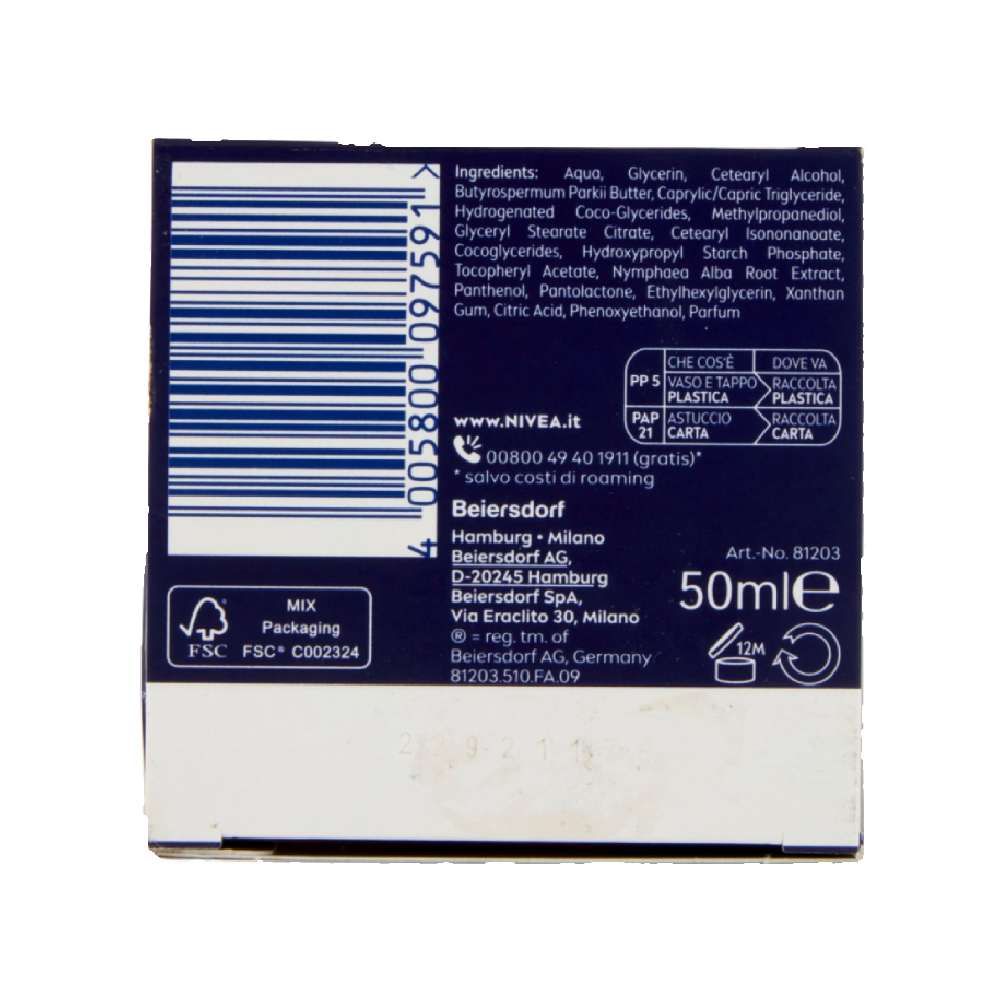 4 005800 097591
Ingredients: Aqua, Glycerin, Cetearyl Alcohol,
Butyrospermum Parkii Butter, Caprylic/Capric Triglyceride,
Hydrogenated Coco-Glycerides, Methylpropanediol,
Glyceryl Stearate Citrate, Cetearyl Isononanoate,
Cocoglycerides, Hydroxypropyl Starch Phosphate,
Tocopheryl Acetate, Nymphaea Alba Root Extract,
Panthenol, Pantolactone, Ethylhexylglycerin, Xanthan
Gum, Citric Acid, Phenoxyethanol, Parfum
CHE COS'È DOVE VA
PP 5 VASO E TAPPO RACCOLTA
PLASTICA PLASTICA
PAP ASTUCCIO RACCOLTA
21 CARTA CARTA
www.NIVEA.it
00800 49 40 1911 (gratis)*
* salvo costi di roaming
Beiersdorf
Hamburg • Milano
Beiersdorf AG,
D-20245 Hamburg
Beiersdorf SpA,
Via Eraclito 30, Milano
® = reg. tm. of
Beiersdorf AG, Germany
81203.510.FA.09
Art.-No. 81203
50ml e
12M
MIX
Packaging
FSC FSC® C002324